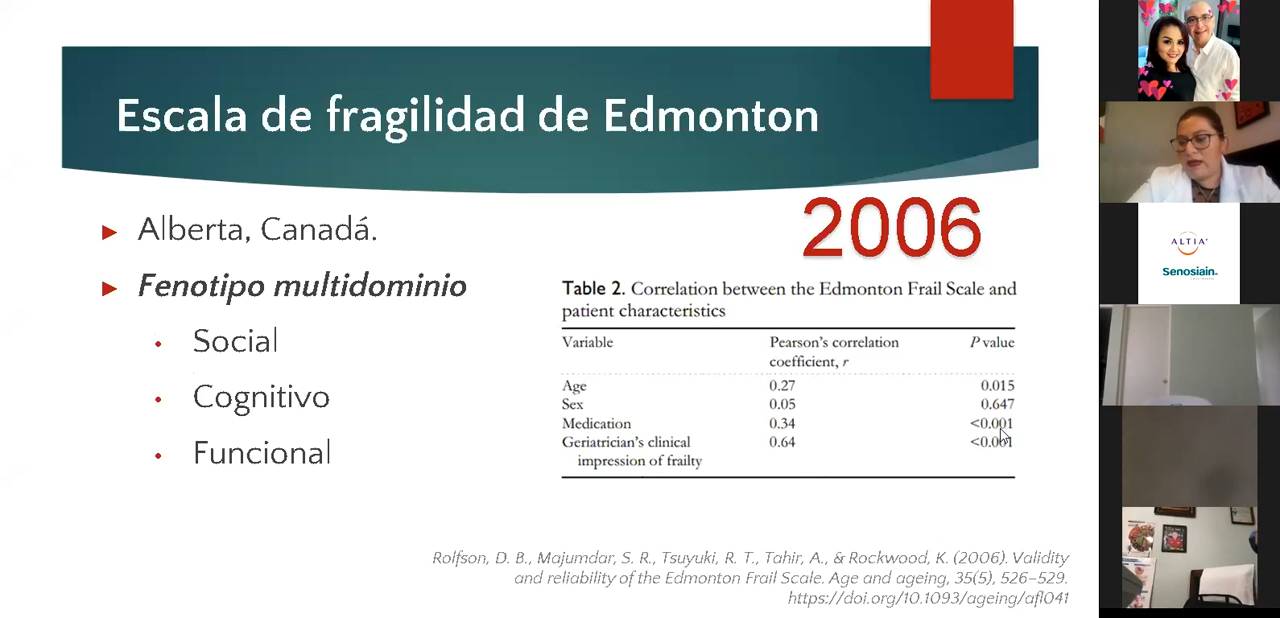 Escala de fragilidad de Edmonton
2006
► Alberta, Canadá.
► Fenotipo multidominio
• Social
• Cognitivo
• Funcional
Table 2. Correlation between the Edmonton Frail Scale and
patient characteristics
Variable Pearson's correlation P value
coefficient, r
Age 0.27 0.015
Sex 0.05 0.647
Medication 0.34 <0.001
Geriatrician's clinical 0.64 <0.001
impression of frailty
Rolfson, D. B., Majumdar, S. R., Tsuyuki, R. T., Tahir, A., & Rockwood, K. (2006). Validity
and reliability of the Edmonton Frail Scale. Age and ageing, 35(5), 526–529.
https://doi.org/10.1093/ageing/afl041
ALTIA
Senosiain